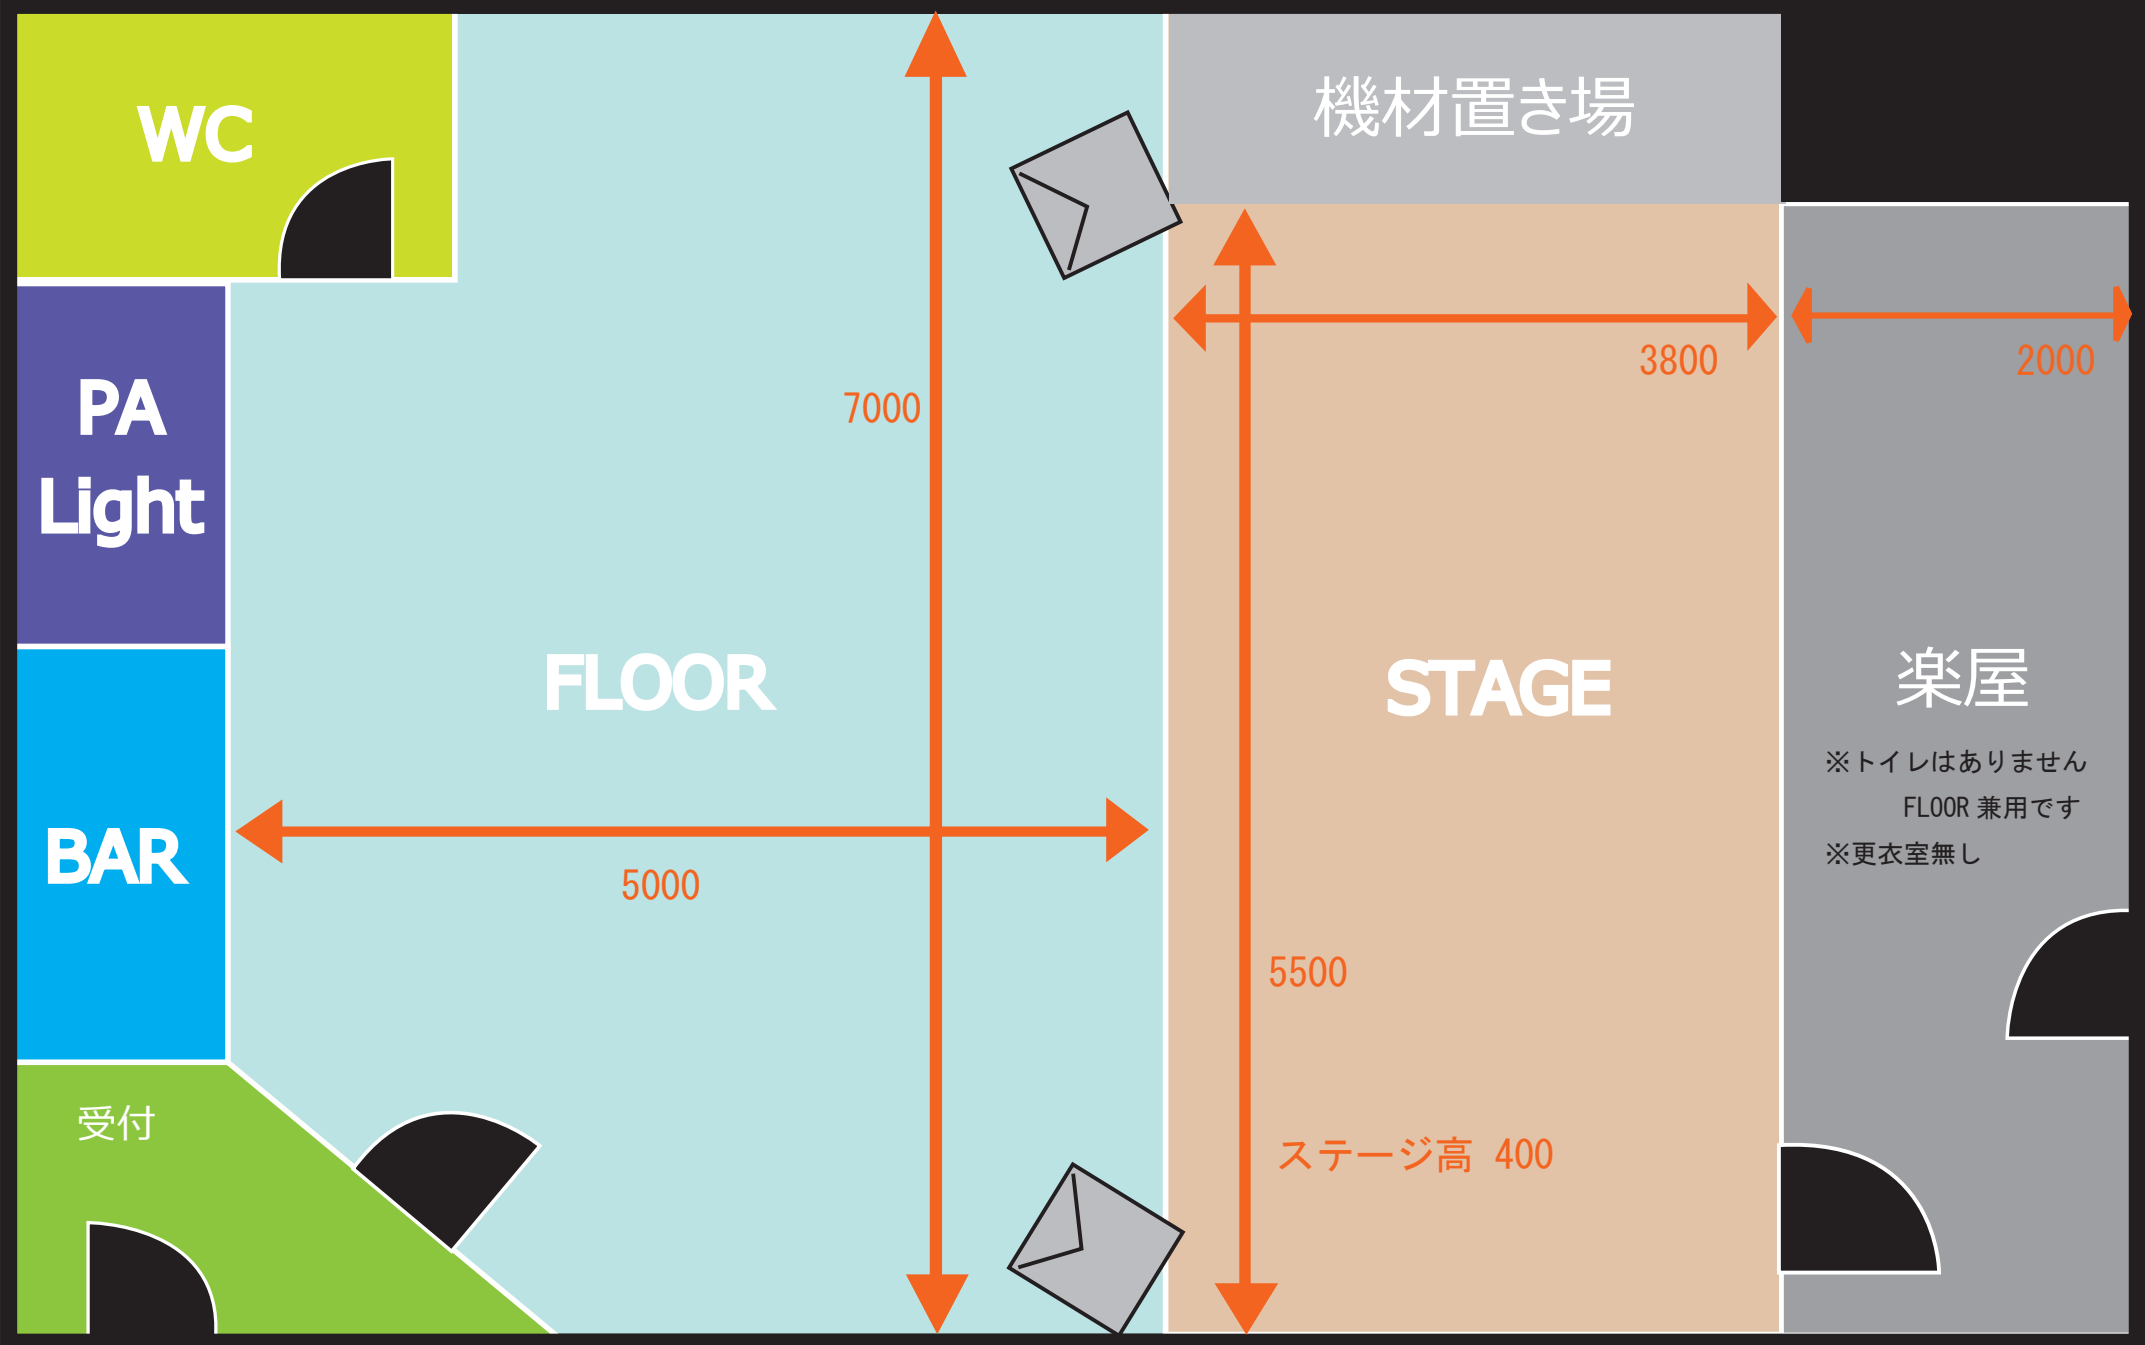 WC
機材置き場
PA
Light
7000
3800
2000
FLOOR
STAGE
楽屋
※トイレはありません
FLOOR 兼用です
※更衣室無し
BAR
5000
5500
受付
ステージ高 400